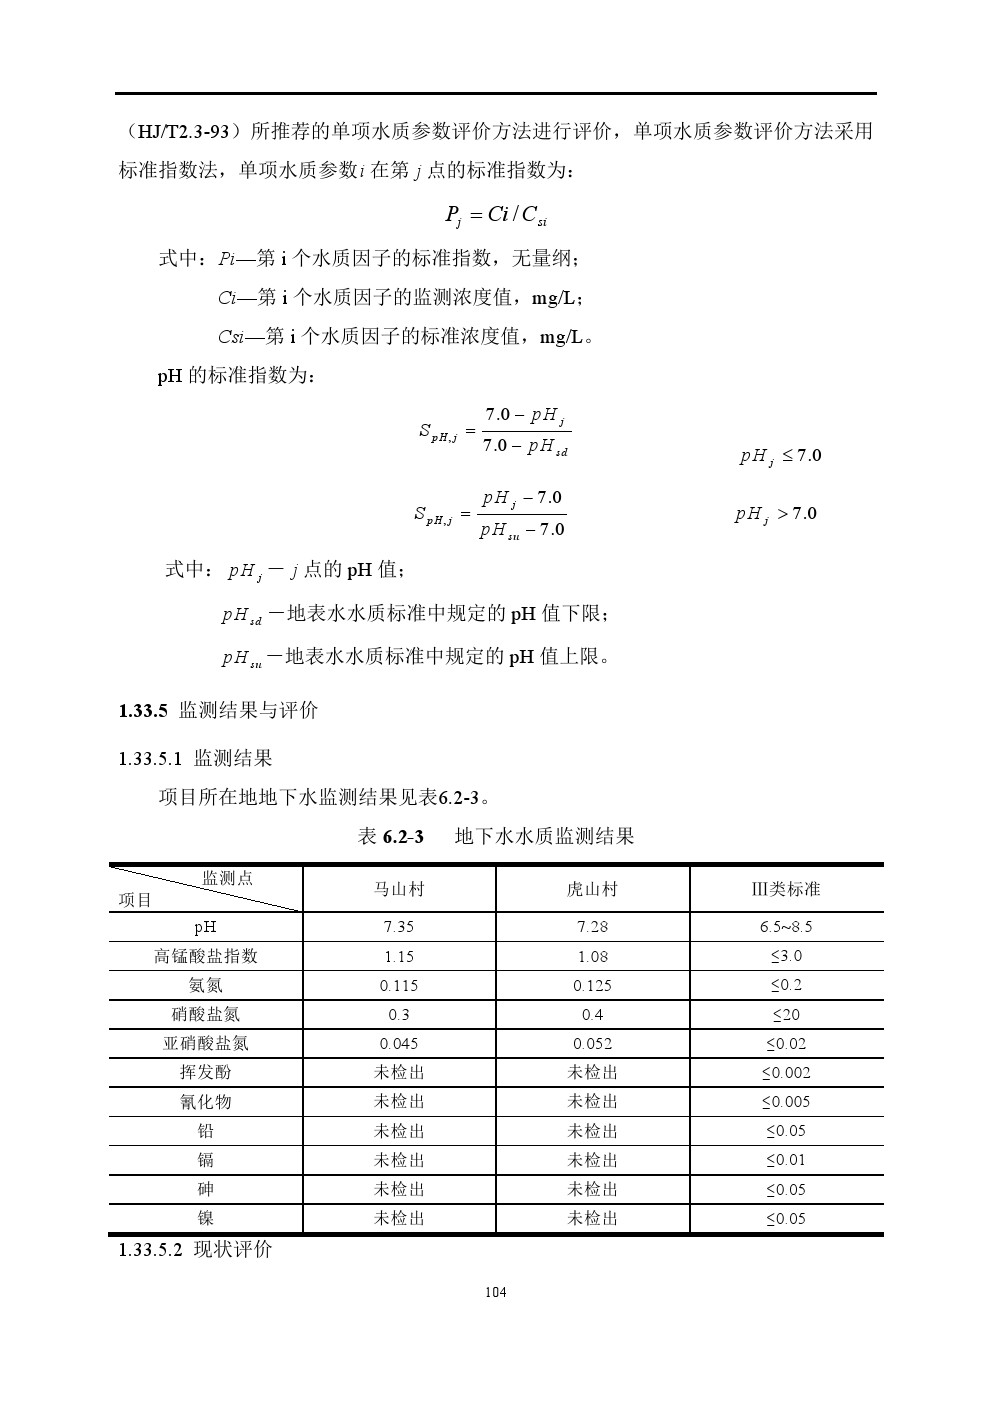 （HJ/T2.3-93）所推荐的单项水质参数评价方法进行评价，单项水质参数评价方法采用
标准指数法，单项水质参数i 在第 j 点的标准指数为：
Pj = Ci / Csi
式中：Pi—第 i 个水质因子的标准指数，无量纲；
Ci—第 i 个水质因子的监测浓度值，mg/L；
Csi—第 i 个水质因子的标准浓度值，mg/L。
pH 的标准指数为：
S pH,j = (7.0 − pH j) / (7.0 − pH sd) pH j ≤ 7.0
S pH,j = (pH j − 7.0) / (pH su − 7.0) pH j > 7.0
式中： pH j － j 点的 pH 值；
pH sd －地表水水质标准中规定的 pH 值下限；
pH su －地表水水质标准中规定的 pH 值上限。
1.33.5 监测结果与评价
1.33.5.1 监测结果
项目所在地地下水监测结果见表6.2-3。
表 6.2-3 地下水水质监测结果
监测点 项目 马山村 虎山村 Ⅲ类标准
pH 7.35 7.28 6.5~8.5
高锰酸盐指数 1.15 1.08 ≤3.0
氨氮 0.115 0.125 ≤0.2
硝酸盐氮 0.3 0.4 ≤20
亚硝酸盐氮 0.045 0.052 ≤0.02
挥发酚 未检出 未检出 ≤0.002
氰化物 未检出 未检出 ≤0.005
铅 未检出 未检出 ≤0.05
镉 未检出 未检出 ≤0.01
砷 未检出 未检出 ≤0.05
镍 未检出 未检出 ≤0.05
1.33.5.2 现状评价
104